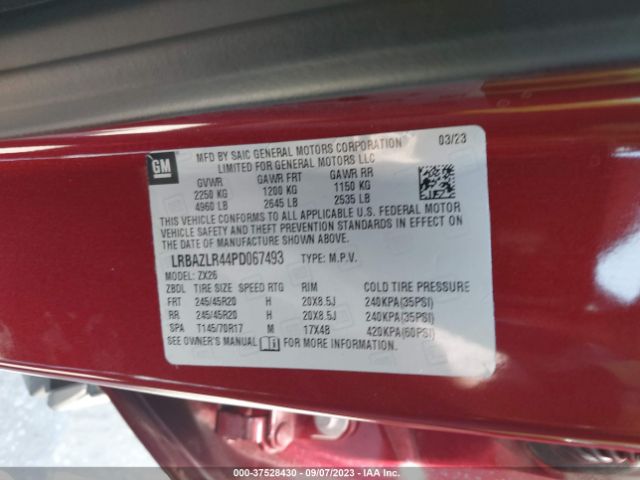 GM
MFD BY SAIC GENERAL MOTORS CORPORATION 03/23
LIMITED FOR GENERAL MOTORS LLC
GVWR GAWR FRT GAWR RR
2250 KG 1200 KG 1150 KG
4960 LB 2645 LB 2535 LB
THIS VEHICLE CONFORMS TO ALL APPLICABLE U.S. FEDERAL MOTOR
VEHICLE SAFETY AND THEFT PREVENTION STANDARDS IN EFFECT ON
THE DATE OF MANUFACTURE SHOWN ABOVE.
LRBAZLR44PD067493 TYPE: M.P.V.
MODEL: ZX26
ZBDL TIRE SIZE SPEED RTG RIM COLD TIRE PRESSURE
FRT 245/45R20 H 20X8.5J 240KPA(35PSI)
RR 245/45R20 H 20X8.5J 240KPA(35PSI)
SPA T145/70R17 M 17X4B 420KPA(60PSI)
SEE OWNER'S MANUAL i FOR MORE INFORMATION.
000-37528430 - 09/07/2023 - IAA Inc.